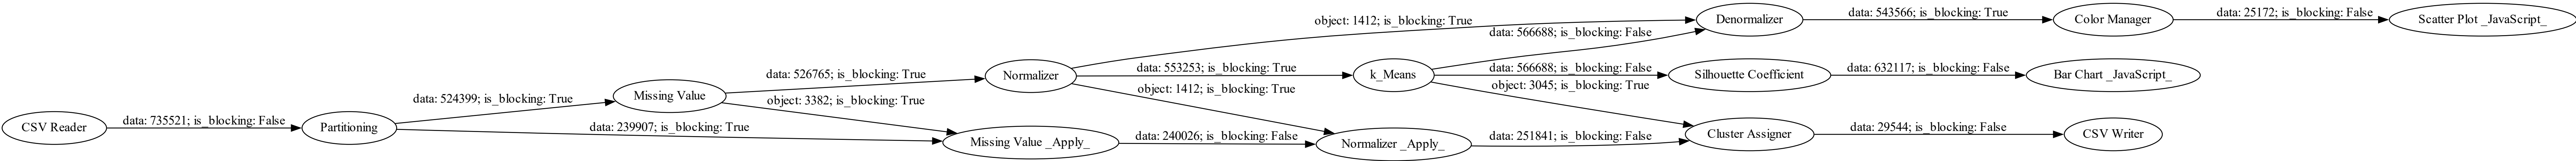 CSV Reader
data: 735521; is_blocking: False
Partitioning
data: 524399; is_blocking: True
data: 239907; is_blocking: True
Missing Value
data: 526765; is_blocking: True
object: 3382; is_blocking: True
Missing Value _Apply_
Normalizer
object: 1412; is_blocking: True
data: 553253; is_blocking: True
object: 1412; is_blocking: True
data: 240026; is_blocking: False
Normalizer _Apply_
k_Means
data: 566688; is_blocking: False
data: 566688; is_blocking: False
object: 3045; is_blocking: True
data: 251841; is_blocking: False
Denormalizer
data: 543566; is_blocking: True
Color Manager
data: 25172; is_blocking: False
Scatter Plot _JavaScript_
Silhouette Coefficient
data: 632117; is_blocking: False
Bar Chart _JavaScript_
Cluster Assigner
data: 29544; is_blocking: False
CSV Writer